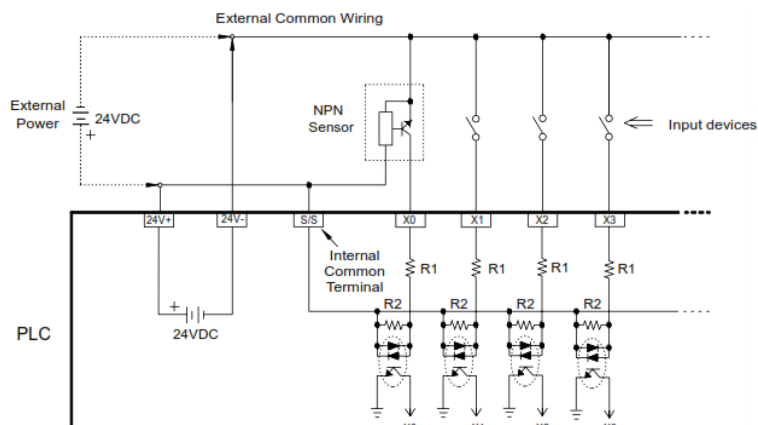 External Common Wiring
External
Power
24VDC
+
NPN
Sensor
Input devices
24V+
24V-
S/S
X0
X1
X2
X3
Internal
Common
Terminal
R1
R1
R1
R1
+
24VDC
PLC
R2
R2
R2
R2